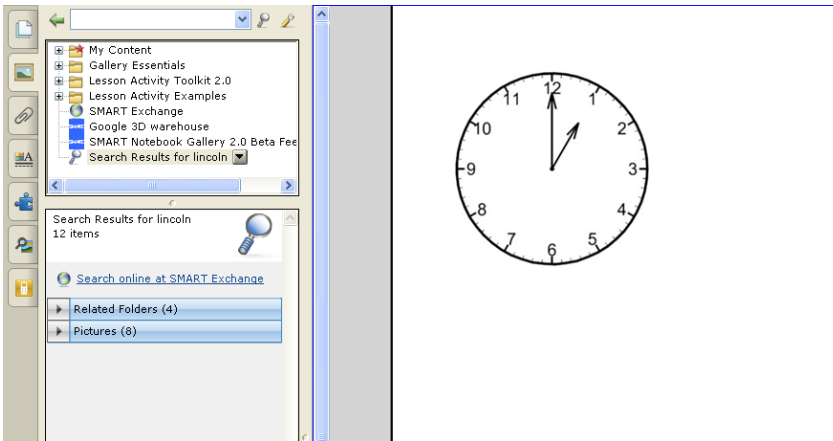 My Content
Gallery Essentials
Lesson Activity Toolkit 2.0
Lesson Activity Examples
SMART Exchange
Google 3D warehouse
SMART Notebook Gallery 2.0 Beta Fee
Search Results for lincoln
Search Results for lincoln
12 items
Search online at SMART Exchange
Related Folders (4)
Pictures (8)
12
1
2
3
4
5
6
7
8
9
10
11